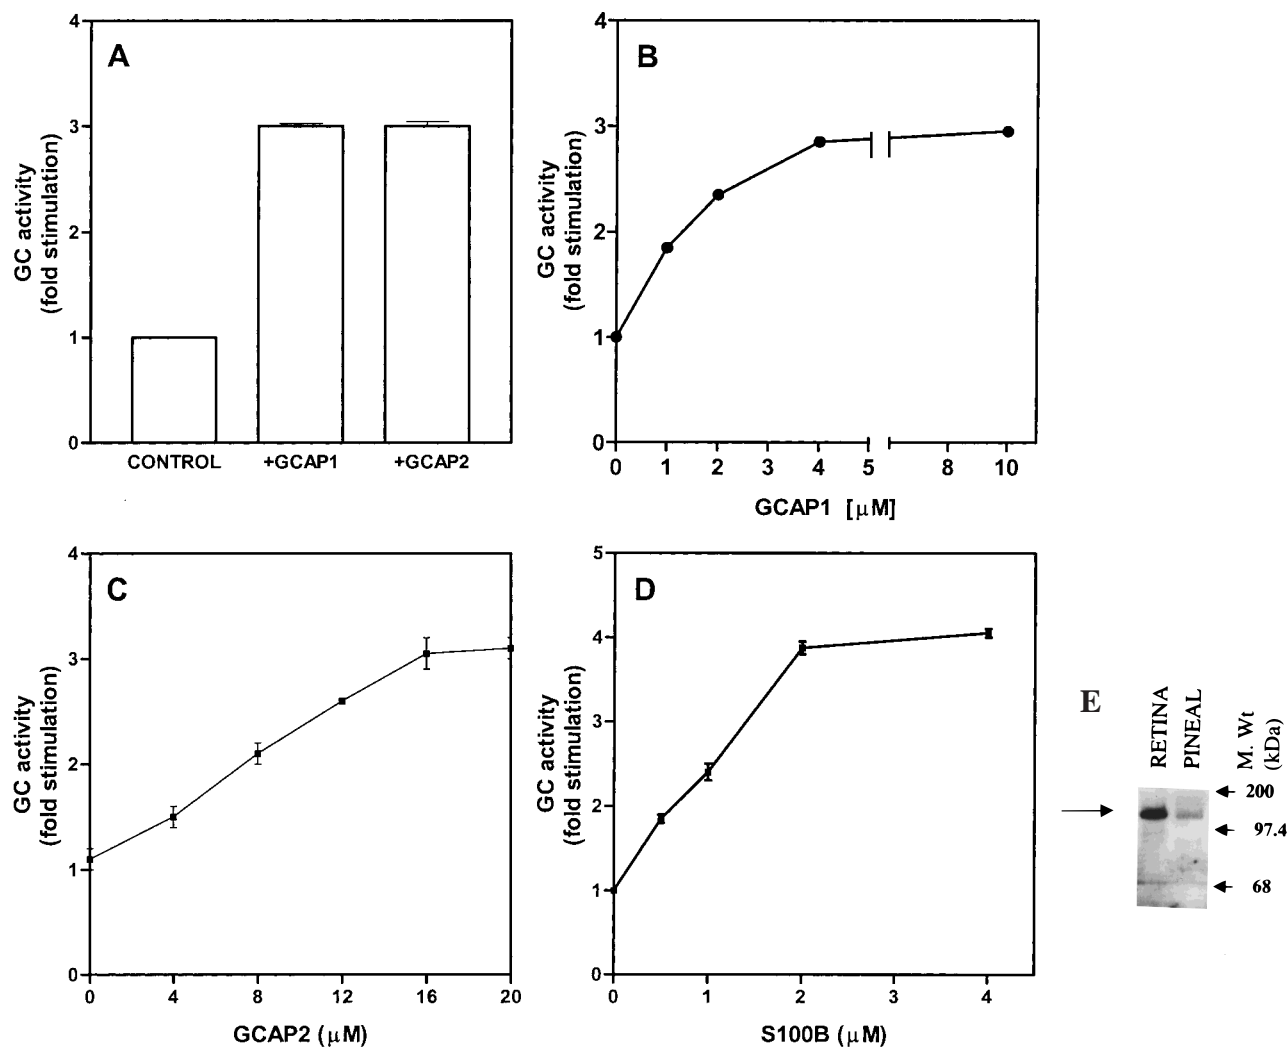 A
4
3
2
1
0
GC activity
(fold stimulation)
CONTROL +GCAP1 +GCAP2
B
4
3
2
1
0
GC activity
(fold stimulation)
0 1 2 3 4 5 8 10
GCAP1 [μM]
C
4
3
2
1
0
GC activity
(fold stimulation)
0 4 8 12 16 20
GCAP2 (μM)
D
5
4
3
2
1
0
GC activity
(fold stimulation)
0 1 2 3 4
S100B (μM)
E
RETINA
PINEAL
M. Wt
(kDa)
200
97.4
68